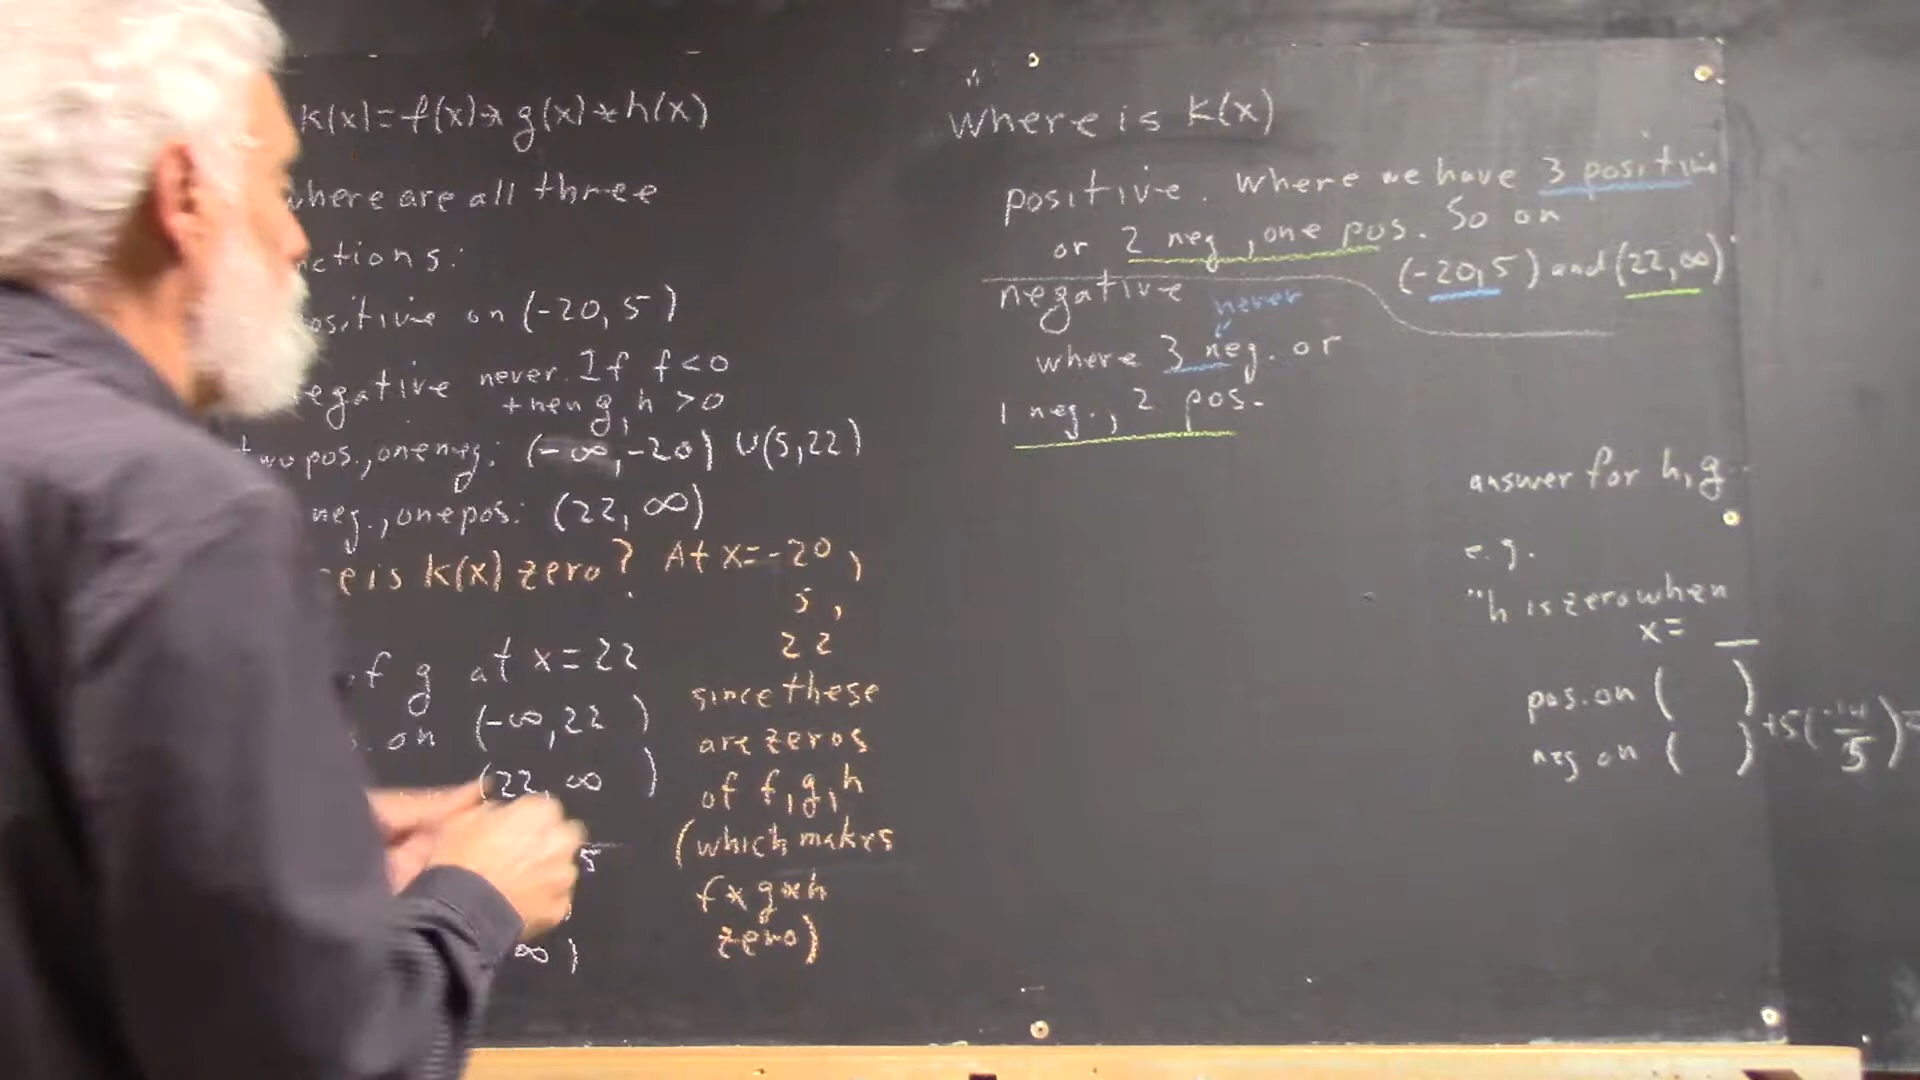 k(x)=f(x)*g(x)*h(x)
where are all three
positive on (-20, 5)
negative never. If f<0
then g, h >0
two pos., one neg: (-∞,-20) U(5,22)
neg., one pos: (22, ∞)
is k(x) zero? At x=-20,
5,
22
of g at x=22
since these
on (-∞,22 )
are zeros
(22, ∞ )
of f, g, h
(which makes
5
f*g*h
zero)
∞)
where is k(x)
positive. Where we have 3 positive
or 2 neg, one pos. So on
(-20,5) and (22,∞)
negative
never
where 3 neg. or
1 neg., 2 pos.
answer for h, g
e.g.
"h is zero when
x= _
pos. on ( )
neg on ( )